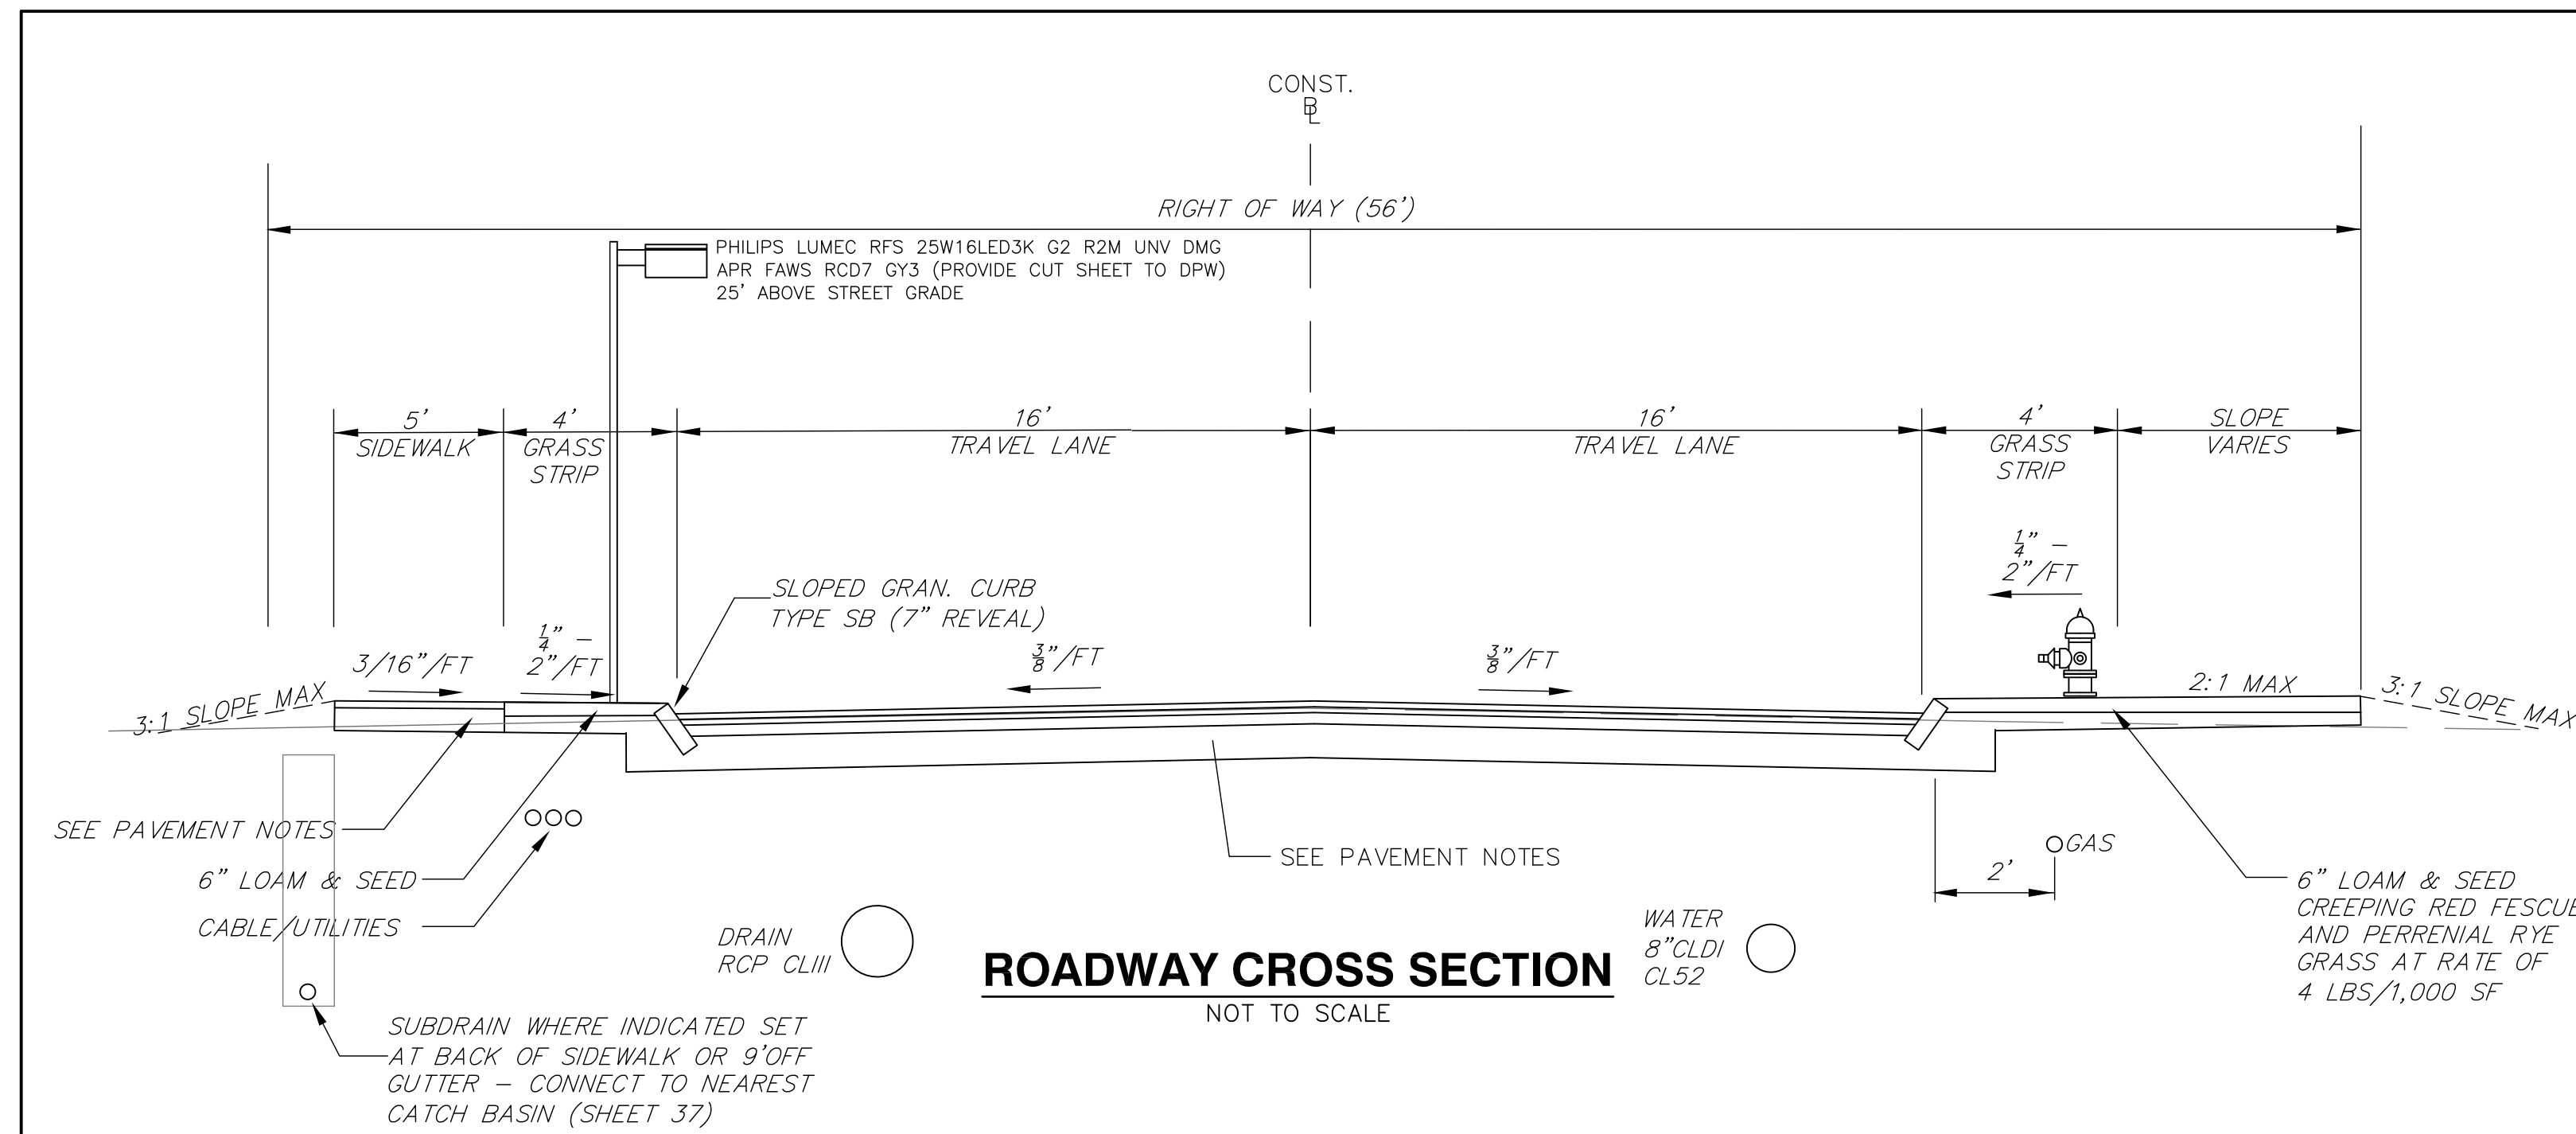 CONST.
BL
RIGHT OF WAY (56')
PHILIPS LUMEC RFS 25W16LED3K G2 R2M UNV DMG
APR FAWS RCD7 GY3 (PROVIDE CUT SHEET TO DPW)
25' ABOVE STREET GRADE
5'
SIDEWALK
4'
GRASS
STRIP
16'
TRAVEL LANE
16'
TRAVEL LANE
4'
GRASS
STRIP
SLOPE
VARIES
1/4" –
2"/FT
SLOPED GRAN. CURB
TYPE SB (7" REVEAL)
3/16"/FT
1/4" –
2"/FT
3/8"/FT
3/8"/FT
3:1 SLOPE MAX
2:1 MAX
3:1 SLOPE MAX
SEE PAVEMENT NOTES
6" LOAM & SEED
CABLE/UTILITIES
SEE PAVEMENT NOTES
GAS
2'
6" LOAM & SEED
CREEPING RED FESCUE
AND PERRENIAL RYE
GRASS AT RATE OF
4 LBS/1,000 SF
DRAIN
RCP CLIII
WATER
8"CLDI
CL52
ROADWAY CROSS SECTION
NOT TO SCALE
SUBDRAIN WHERE INDICATED SET
AT BACK OF SIDEWALK OR 9'OFF
GUTTER – CONNECT TO NEAREST
CATCH BASIN (SHEET 37)